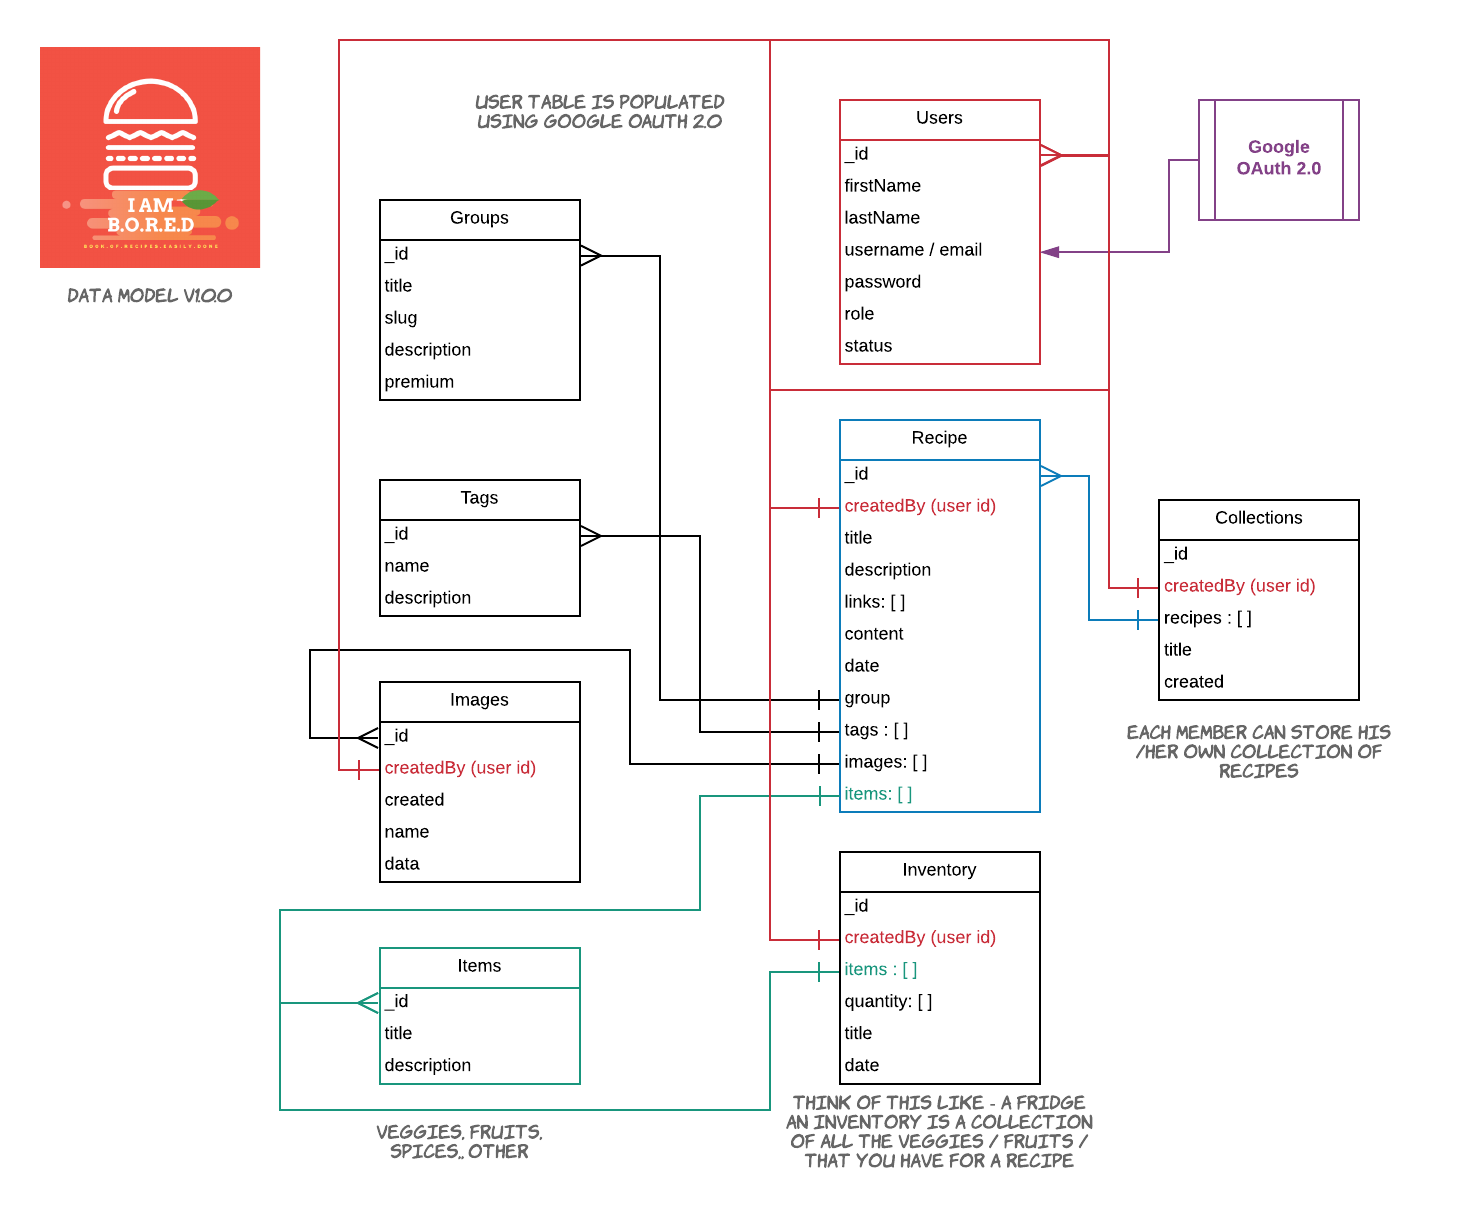 I AM
B.O.R.E.D
BOOK.OF.RECIPES.EASILY.DONE
DATA MODEL V1.0.0
USER TABLE IS POPULATED
USING GOOGLE OAUTH 2.0
Users
_id
firstName
lastName
username / email
password
role
status
Google
OAuth 2.0
Groups
_id
title
slug
description
premium
Tags
_id
name
description
Images
_id
createdBy (user id)
created
name
data
Recipe
_id
createdBy (user id)
title
description
links: [ ]
content
date
group
tags : [ ]
images: [ ]
items: [ ]
Collections
_id
createdBy (user id)
recipes : [ ]
title
created
EACH MEMBER CAN STORE HIS
/HER OWN COLLECTION OF
RECIPES
Items
_id
title
description
VEGGIES, FRUITS,
SPICES,, OTHER
Inventory
_id
createdBy (user id)
items : [ ]
quantity: [ ]
title
date
THINK OF THIS LIKE - A FRIDGE
AN INVENTORY IS A COLLECTION
OF ALL THE VEGGIES / FRUITS /
THAT YOU HAVE FOR A RECIPE